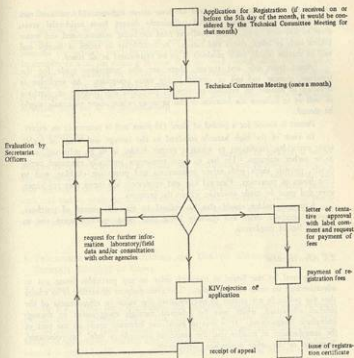 Application for Registration (if received on or
before the 5th day of the month, it would be con-
sidered by the Technical Committee Meeting for
that month)
Technical Committee Meeting (once a month)
Evaluation by
Secretariat
Officers
request for further infor-
mation laboratory/field
data and/or consultation
with other agencies
letter of tenta-
tive approval
with label com-
ment and request
for payment of
fees
KIV/rejection of
application
payment of re-
gistration fees
receipt of appeal
issue of registra-
tion certificate